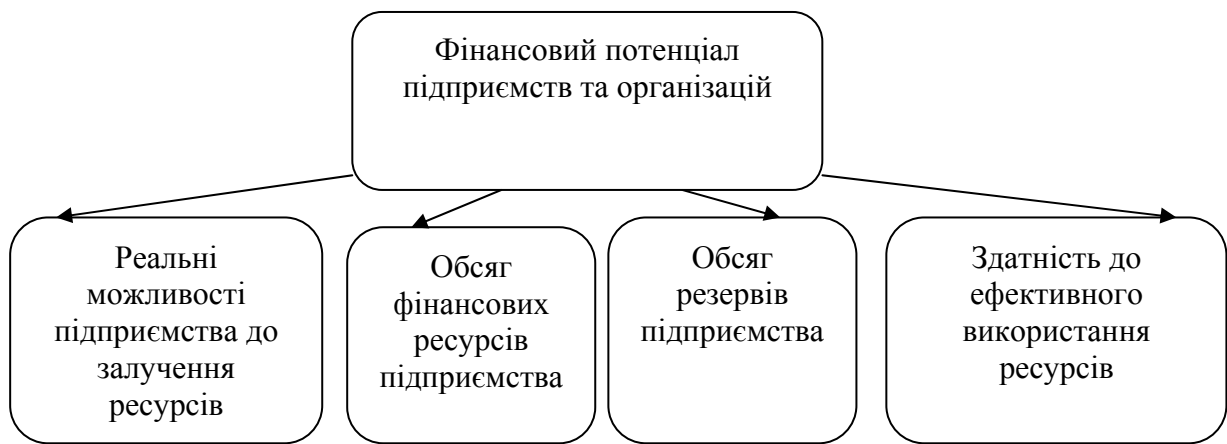 Фінансовий потенціал
підприємств та організацій
Реальні
можливості
підприємства до
залучення
ресурсів
Обсяг
фінансових
ресурсів
підприємства
Обсяг
резервів
підприємства
Здатність до
ефективного
використання
ресурсів